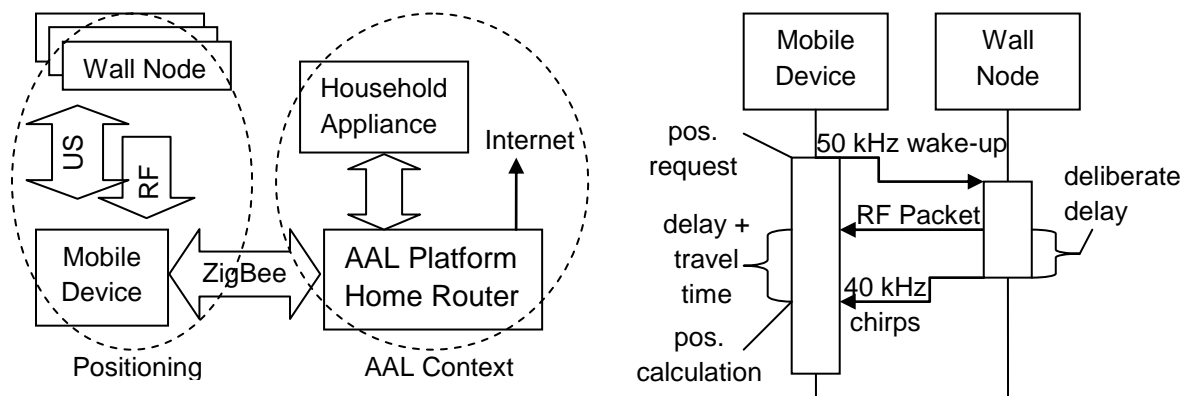 Wall Node
US
RF
Mobile
Device
Positioning
ZigBee
Household
Appliance
Internet
AAL Platform
Home Router
AAL Context
Mobile
Device
Wall
Node
pos.
request
50 kHz wake-up
deliberate
delay
RF Packet
delay +
travel
time
40 kHz
chirps
pos.
calculation